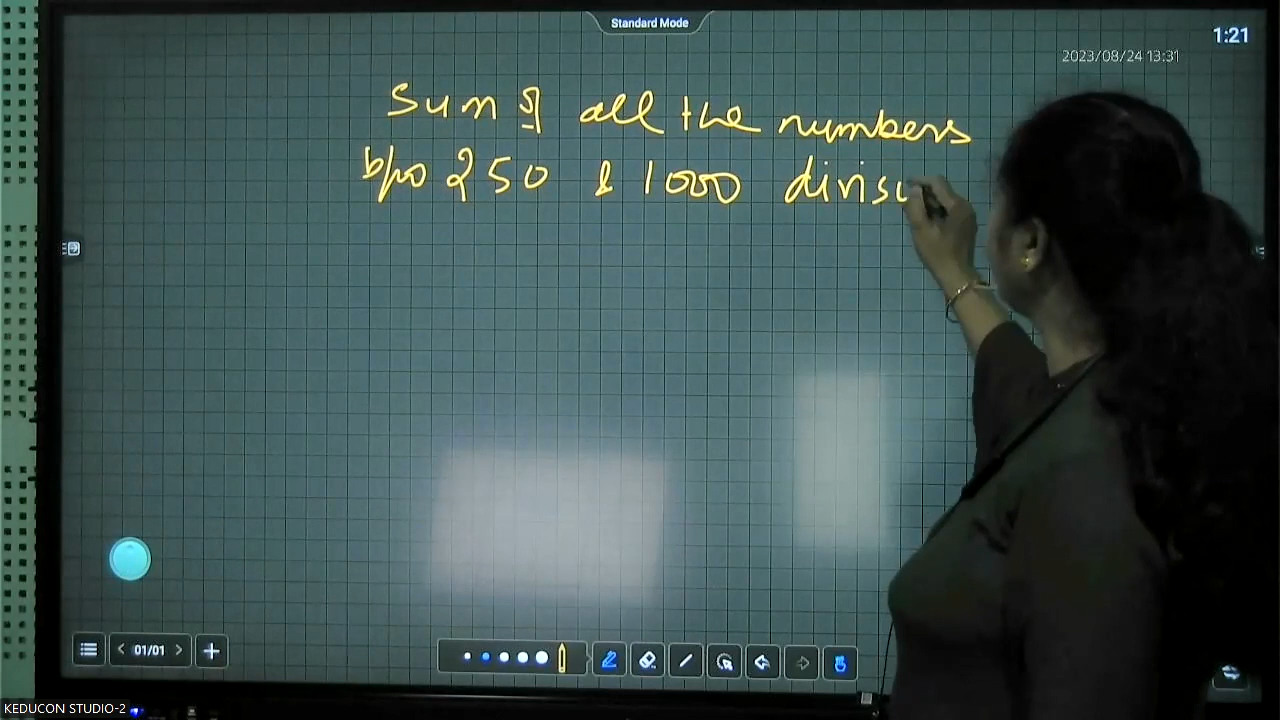 Standard Mode
1:21
2023/08/24 13:31
Sum of all the numbers
b/w 250 & 1000 divis
01/01
KEDUCON STUDIO-2